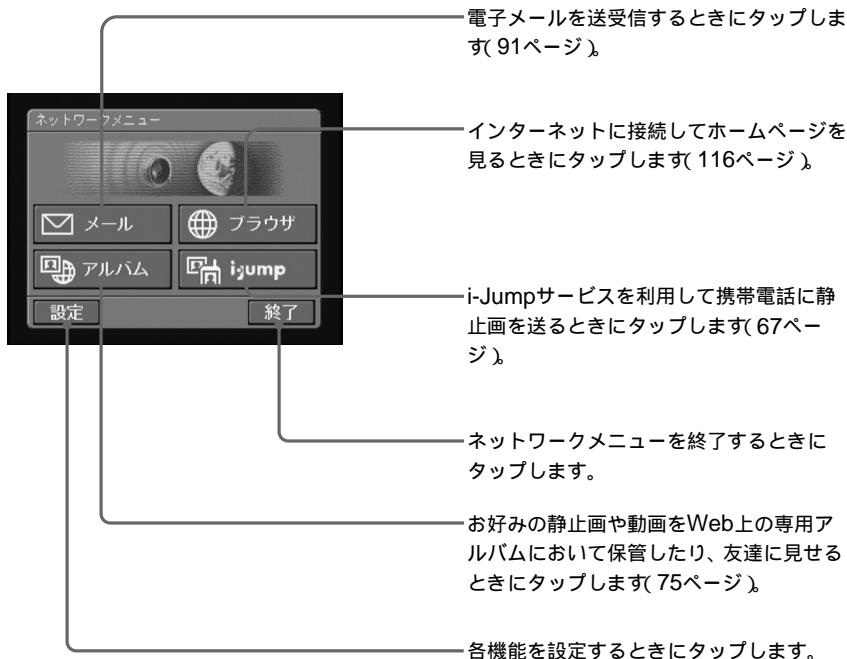 電子メールを送受信するときにタップしま
す( 91ページ )。
ネットワークメニュー
インターネットに接続してホームページを
見るときにタップします( 116ページ )。
メール
ブラウザ
アルバム
i-jump
設定
終了
i-Jumpサービスを利用して携帯電話に静
止画を送るときにタップします( 67ペー
ジ )。
ネットワークメニューを終了するときに
タップします。
お好みの静止画や動画をWeb上の専用ア
ルバムにおいて保管したり、友達に見せる
ときにタップします( 75ページ )。
各機能を設定するときにタップします。